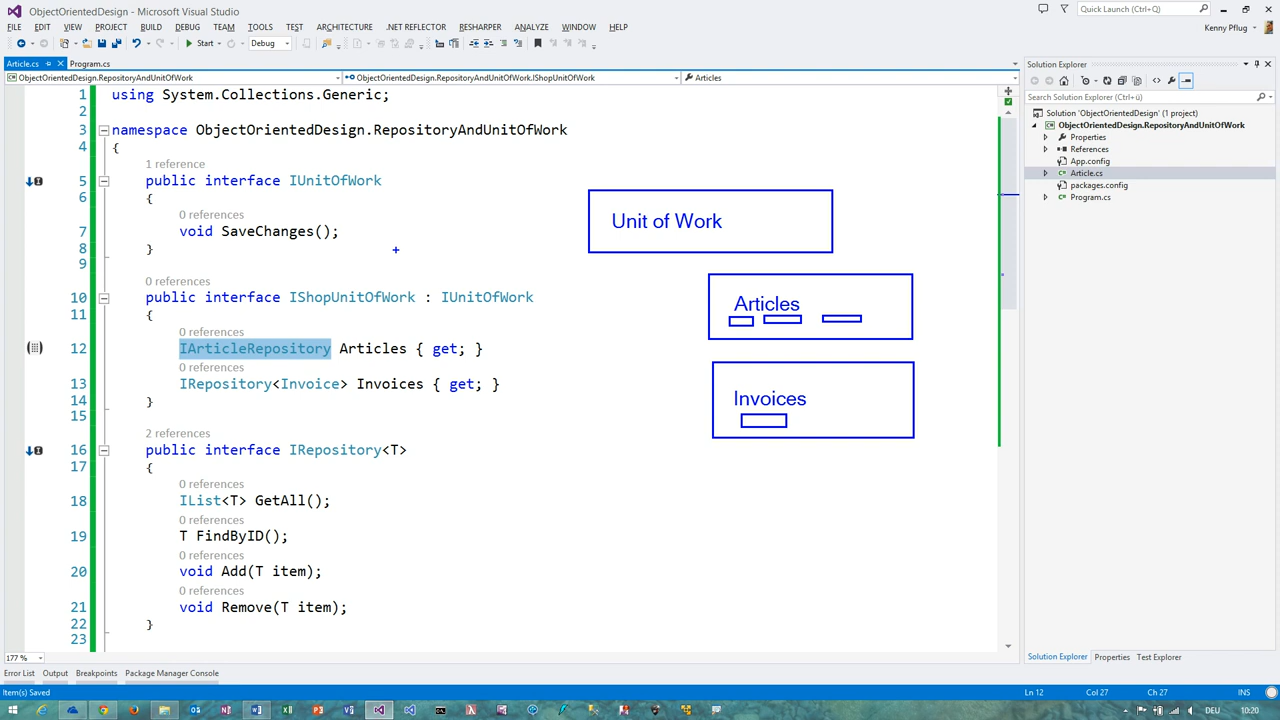 ObjectOrientedDesign - Microsoft Visual Studio
Quick Launch (Ctrl+Q)
FILE EDIT VIEW PROJECT BUILD DEBUG TEAM TOOLS TEST ARCHITECTURE .NET REFLECTOR RESHARPER ANALYZE WINDOW HELP
Kenny Pflug
Start
Debug
Article.cs
Program.cs
ObjectOrientedDesign.RepositoryAndUnitOfWork
ObjectOrientedDesign.RepositoryAndUnitOfWork.IShopUnitOfWork
Articles
1 using System.Collections.Generic;
2
3 namespace ObjectOrientedDesign.RepositoryAndUnitOfWork
4 {
1 reference
5 public interface IUnitOfWork
6 {
0 references
7 void SaveChanges();
8 }
9
0 references
10 public interface IShopUnitOfWork : IUnitOfWork
11 {
0 references
12 IArticleRepository Articles { get; }
0 references
13 IRepository<Invoice> Invoices { get; }
14 }
15
2 references
16 public interface IRepository<T>
17 {
0 references
18 IList<T> GetAll();
0 references
19 T FindByID();
0 references
20 void Add(T item);
0 references
21 void Remove(T item);
22 }
23
Unit of Work
Articles
Invoices
Solution Explorer
Search Solution Explorer (Ctrl+ü)
Solution 'ObjectOrientedDesign' (1 project)
ObjectOrientedDesign.RepositoryAndUnitOfWork
Properties
References
App.config
Article.cs
packages.config
Program.cs
177 %
Solution Explorer Properties Test Explorer
Error List Output Breakpoints Package Manager Console
Item(s) Saved
Ln 12 Col 27 Ch 27 INS
DEU 10:20